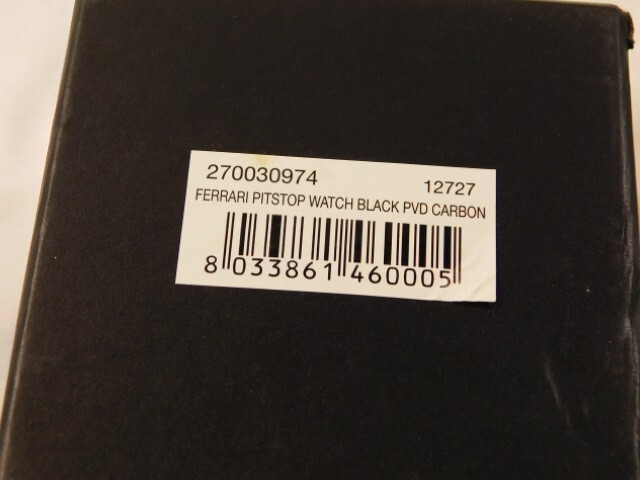 270030974 12727
FERRARI PITSTOP WATCH BLACK PVD CARBON
8 033861 460005